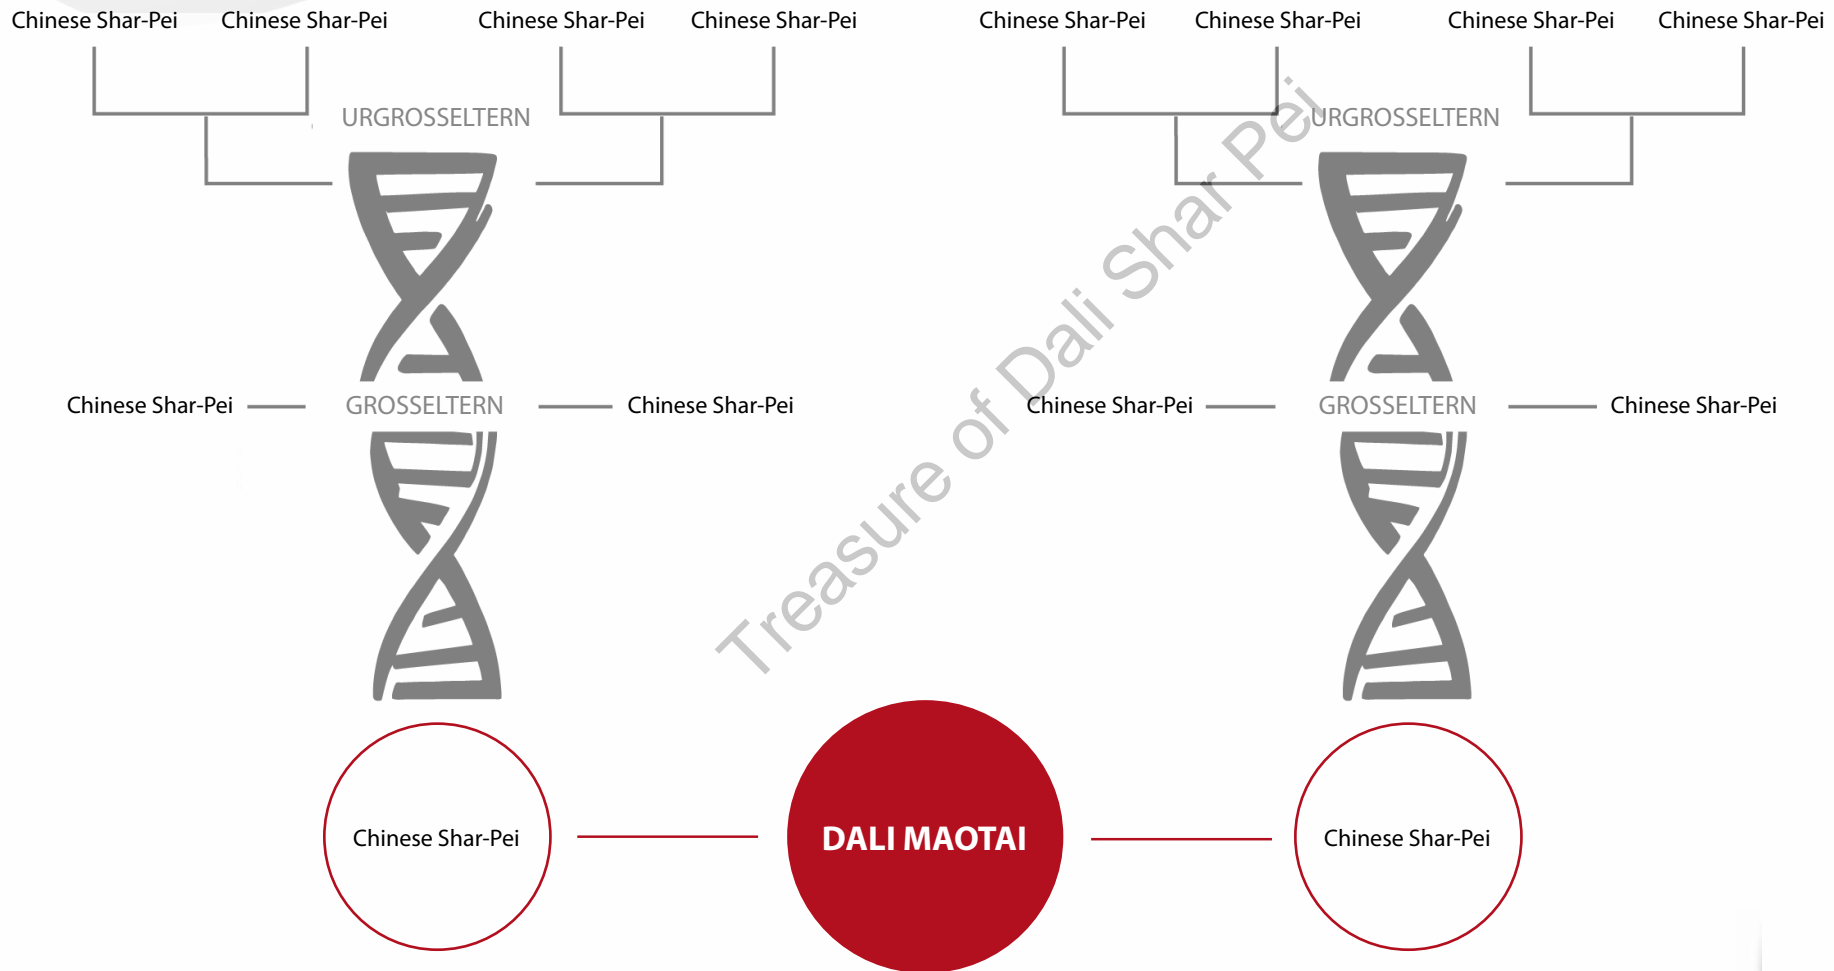 Chinese Shar-Pei Chinese Shar-Pei Chinese Shar-Pei Chinese Shar-Pei Chinese Shar-Pei Chinese Shar-Pei Chinese Shar-Pei Chinese Shar-Pei
URGROSSELTERN URGROSSELTERN
Treasure of Dali Shar Pei
Chinese Shar-Pei GROSSELTERN Chinese Shar-Pei Chinese Shar-Pei GROSSELTERN Chinese Shar-Pei
Chinese Shar-Pei DALI MAOTAI Chinese Shar-Pei